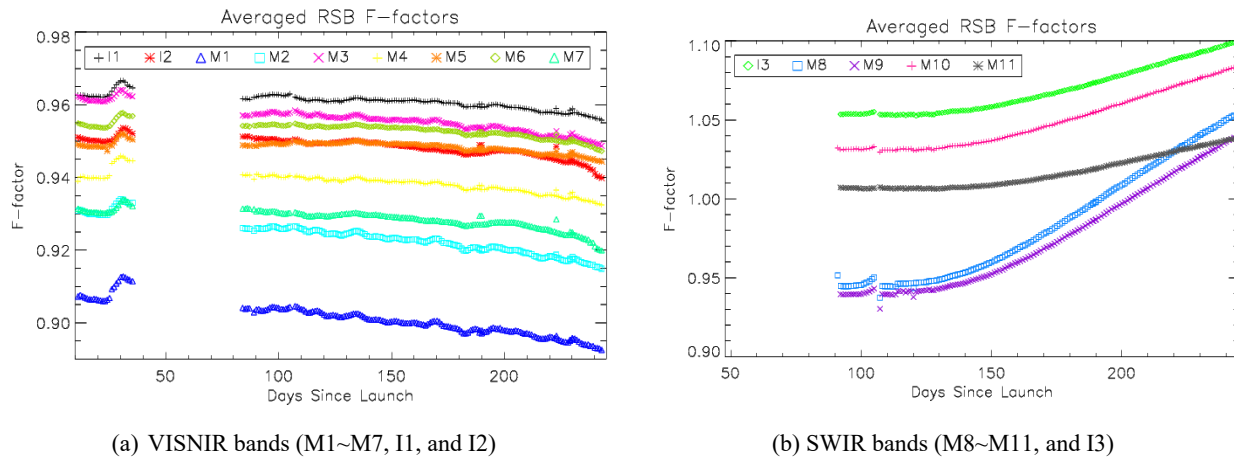 Averaged RSB F-factors
0.98
0.96
0.94
0.92
0.90
F-factor
I1 I2 M1 M2 M3 M4 M5 M6 M7
50 100 150 200
Days Since Launch
(a) VISNIR bands (M1~M7, I1, and I2)
Averaged RSB F-factors
1.10
1.05
1.00
0.95
0.90
F-factor
I3 M8 M9 M10 M11
50 100 150 200
Days Since Launch
(b) SWIR bands (M8~M11, and I3)